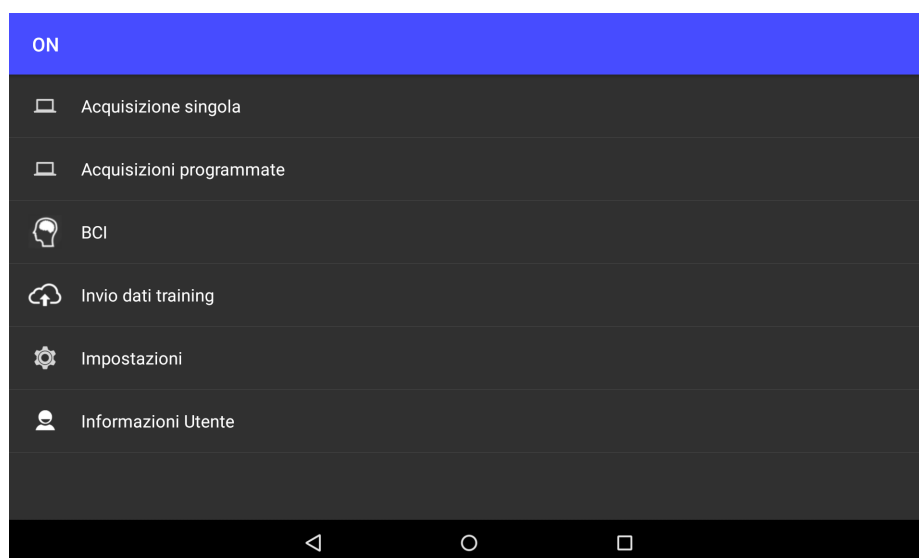 ON
Acquisizione singola
Acquisizioni programmate
BCI
Invio dati training
Impostazioni
Informazioni Utente